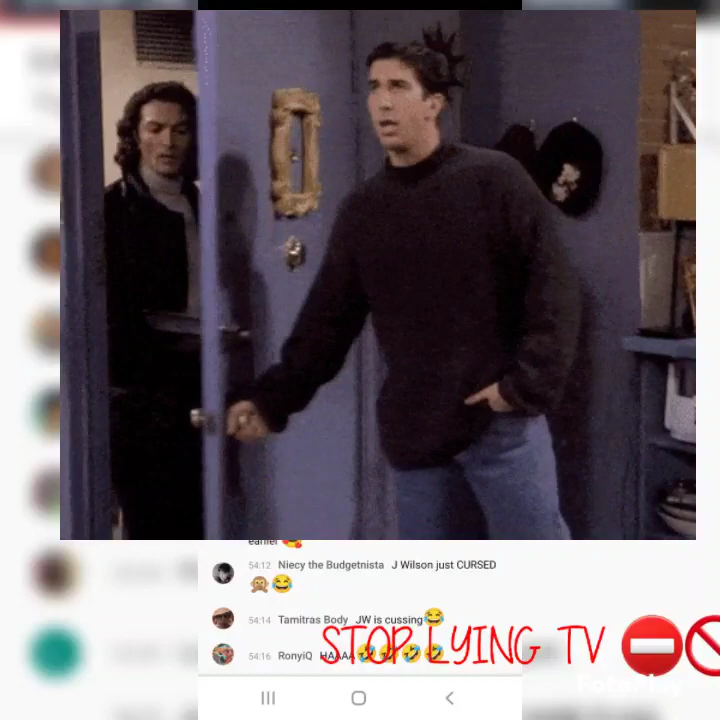 earlier 🥰
54:12 Niecy the Budgetnista J Wilson just CURSED
🙊😂
54:14 Tamitras Body JW is cussing😂
STOP LYING TV ⛔🚫
54:16 RonyiQ HAAAA🤣🤣🤣🤣
FotoPlay